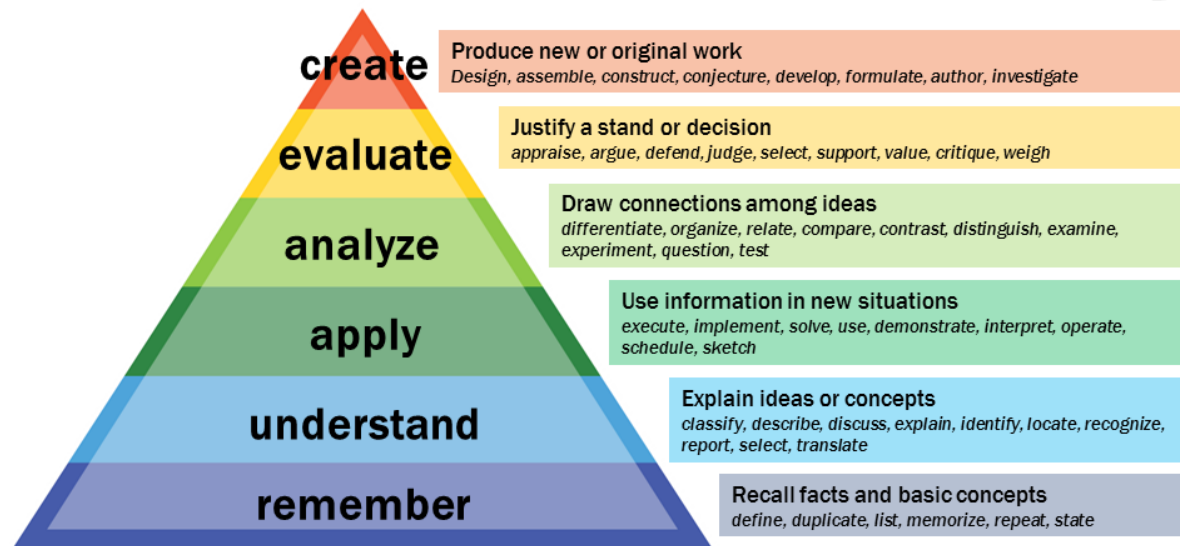 create
Produce new or original work
Design, assemble, construct, conjecture, develop, formulate, author, investigate
evaluate
Justify a stand or decision
appraise, argue, defend, judge, select, support, value, critique, weigh
analyze
Draw connections among ideas
differentiate, organize, relate, compare, contrast, distinguish, examine,
experiment, question, test
apply
Use information in new situations
execute, implement, solve, use, demonstrate, interpret, operate,
schedule, sketch
understand
Explain ideas or concepts
classify, describe, discuss, explain, identify, locate, recognize,
report, select, translate
remember
Recall facts and basic concepts
define, duplicate, list, memorize, repeat, state